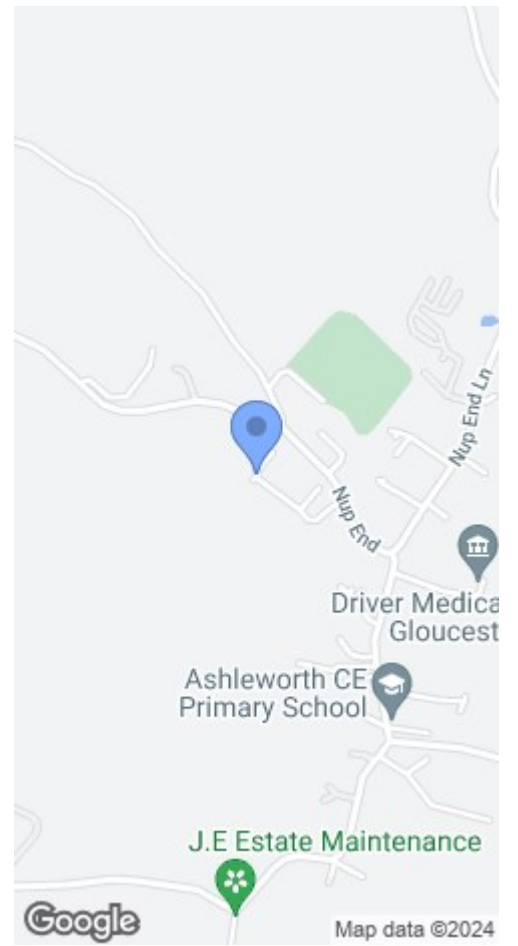 Nup End Ln
Nup End
Driver Medica
Gloucest
Ashleworth CE
Primary School
J.E Estate Maintenance
Google
Map data ©2024